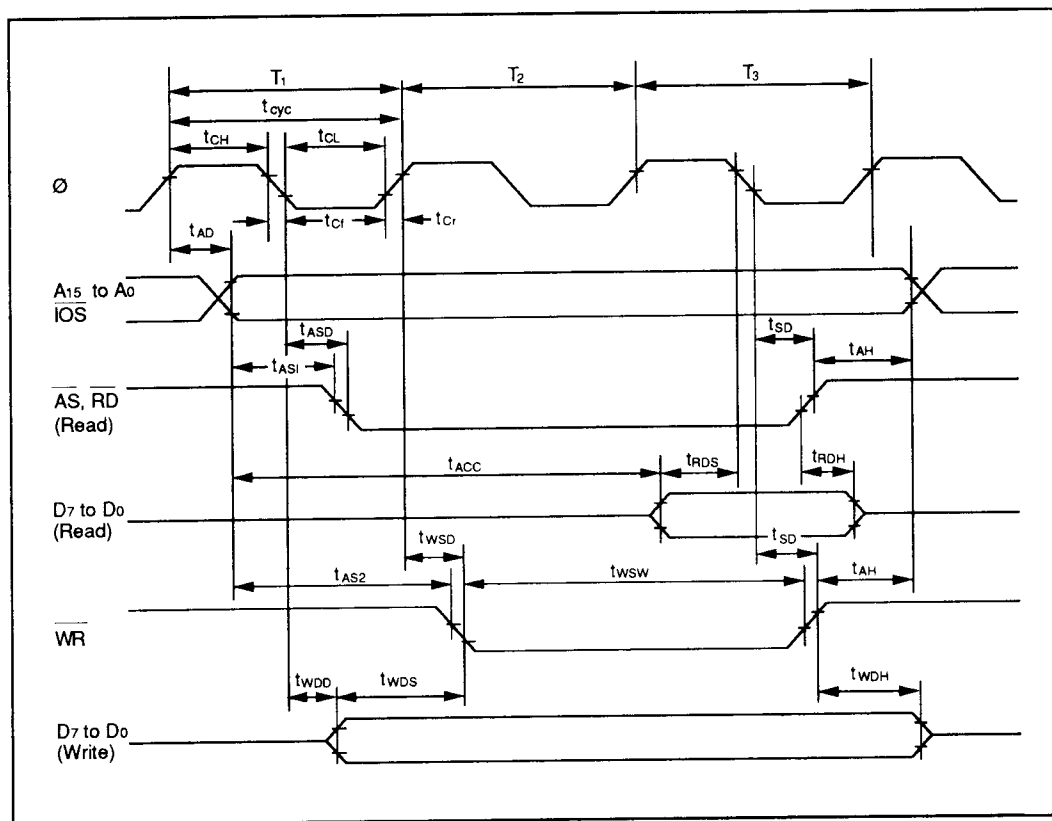 T1 T2 T3
tcyc
tCH tCL
Ø
tCf tCr
tAD
A15 to A0
IOS
tASD tSD
tAS1 tAH
AS, RD
(Read)
tACC tRDS tRDH
D7 to D0
(Read)
tWSD tSD
tAS2 tWSW tAH
WR
tWDD tWDS tWDH
D7 to D0
(Write)